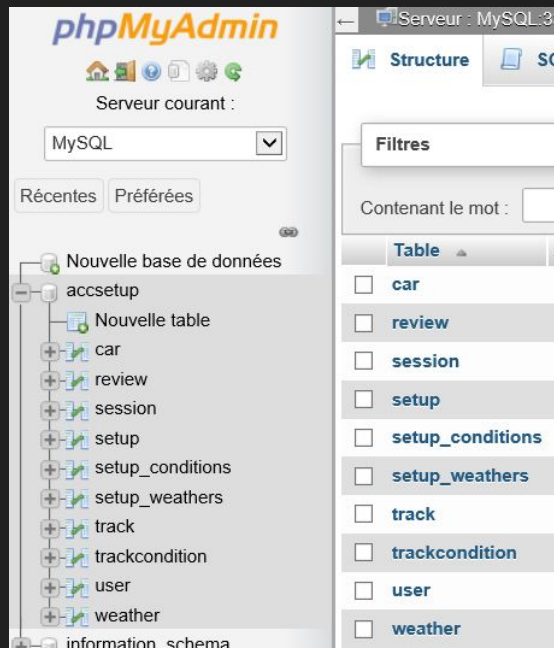 phpMyAdmin
Serveur courant :
MySQL
Récentes Préférées
Nouvelle base de données
accsetup
Nouvelle table
car
review
session
setup
setup_conditions
setup_weathers
track
trackcondition
user
weather
information_schema
Serveur : MySQL:3
Structure
Filtres
Contenant le mot :
Table
car
review
session
setup
setup_conditions
setup_weathers
track
trackcondition
user
weather